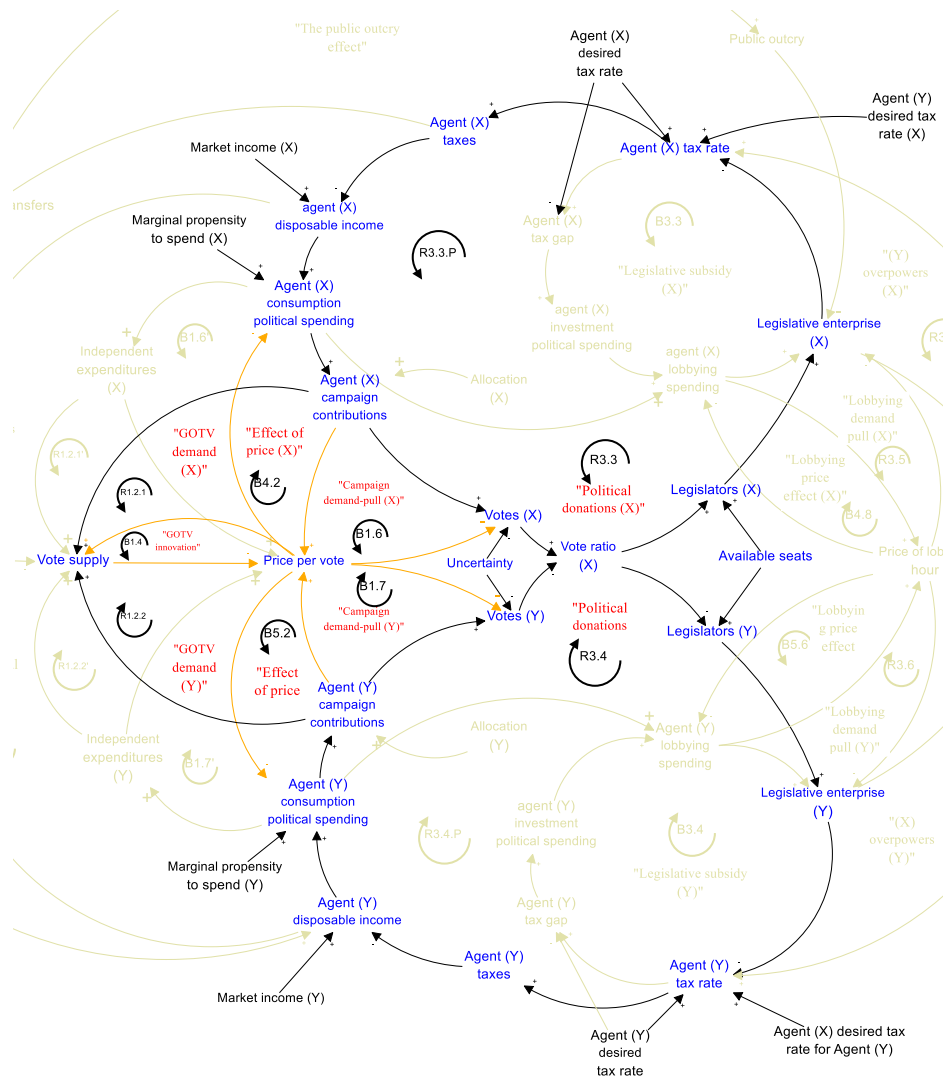 "The public outcry
effect"
Agent (X)
desired
tax rate
Public outcry
Agent (Y)
desired tax
rate (X)
Agent (X)
taxes
Market income (X)
Agent (X) tax rate
ansfers
agent (X)
disposable income
Marginal propensity
to spend (X)
Agent (X)
tax gap
B3.3
R3.3.P
"(Y)
overpowers
(X)"
"Legislative subsidy
(X)"
Agent (X)
consumption
political spending
agent (X)
investment
political spending
Legislative enterprise
(X)
B1.6'
R3
Independent
expenditures
(X)
agent (X)
lobbying
spending
Agent (X)
campaign
contributions
Allocation
(X)
"Lobbying
demand
pull (X)"
"GOTV
demand
(X)"
"Effect of
price (X)"
R1.2.1'
R3.3
"Lobbying
price
effect (X)"
R3.5
B4.2
"Campaign
demand-pull (X)"
"Political
donations (X)"
Legislators (X)
R1.2.1
B4.8
Votes (X)
B1.6
B1.4
"GOTV
innovation"
Vote supply
Price per vote
Uncertainty
Vote ratio
(X)
Available seats
Price of lob
hour
B1.7
"Campaign
demand-pull (Y)"
Votes (Y)
"Political
donations
R1.2.2
B5.2
Legislators (Y)
"Lobbyin
g price
effect
B5.6
R3.4
"GOTV
demand
(Y)"
"Effect
of price
R1.2.2'
R3.6
Agent (Y)
campaign
contributions
Allocation
(Y)
Agent (Y)
lobbying
spending
"Lobbying
demand
pull (Y)"
Independent
expenditures
(Y)
B1.7'
Agent (Y)
consumption
political spending
Legislative enterprise
(Y)
agent (Y)
investment
political spending
R3.4.P
B3.4
"(X)
overpowers
(Y)"
Marginal propensity
to spend (Y)
"Legislative subsidy
(Y)"
Agent (Y)
disposable income
Agent (Y)
tax gap
Agent (Y)
taxes
Agent (Y)
tax rate
Market income (Y)
Agent (Y)
desired
tax rate
Agent (X) desired tax
rate for Agent (Y)